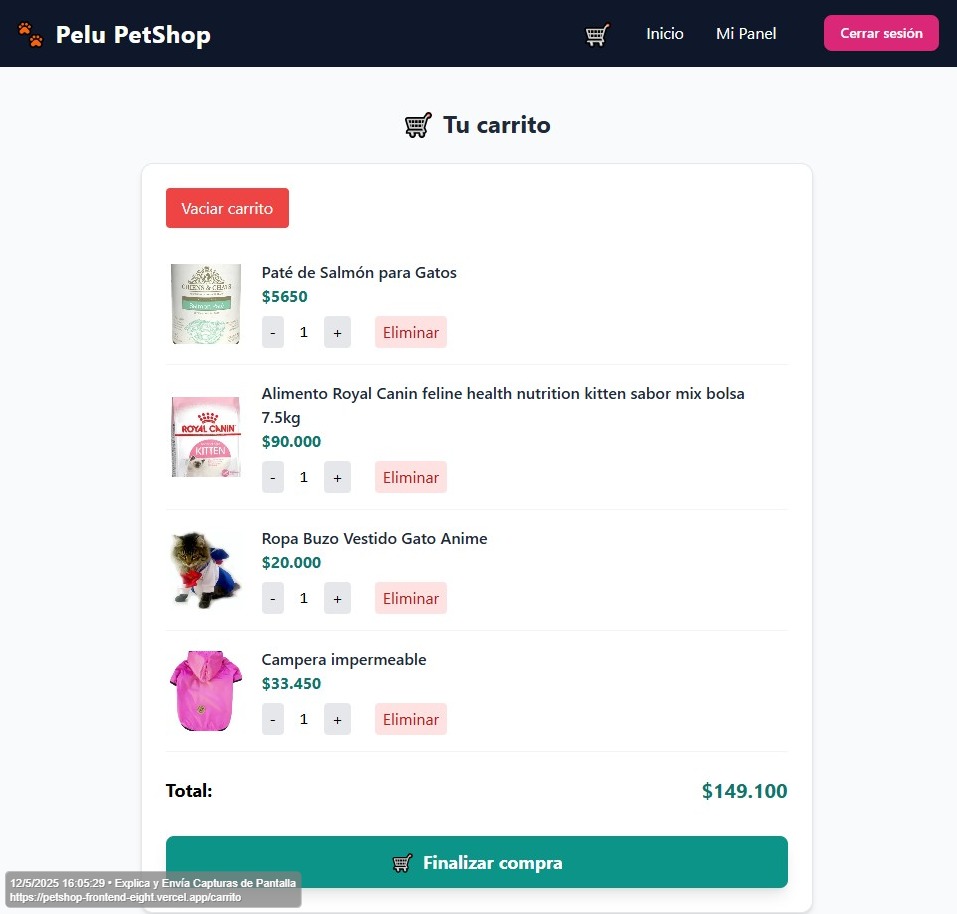 Pelu PetShop
Inicio
Mi Panel
Cerrar sesión
Tu carrito
Vaciar carrito
Paté de Salmón para Gatos
$5650
- 1 +
Eliminar
Alimento Royal Canin feline health nutrition kitten sabor mix bolsa
7.5kg
$90.000
ROYAL CANIN
KITTEN
- 1 +
Eliminar
Ropa Buzo Vestido Gato Anime
$20.000
- 1 +
Eliminar
Campera impermeable
$33.450
- 1 +
Eliminar
Total:
$149.100
Finalizar compra
12/5/2025 16:05:29 • Explica y Envía Capturas de Pantalla
https://petshop-frontend-eight.vercel.app/carrito